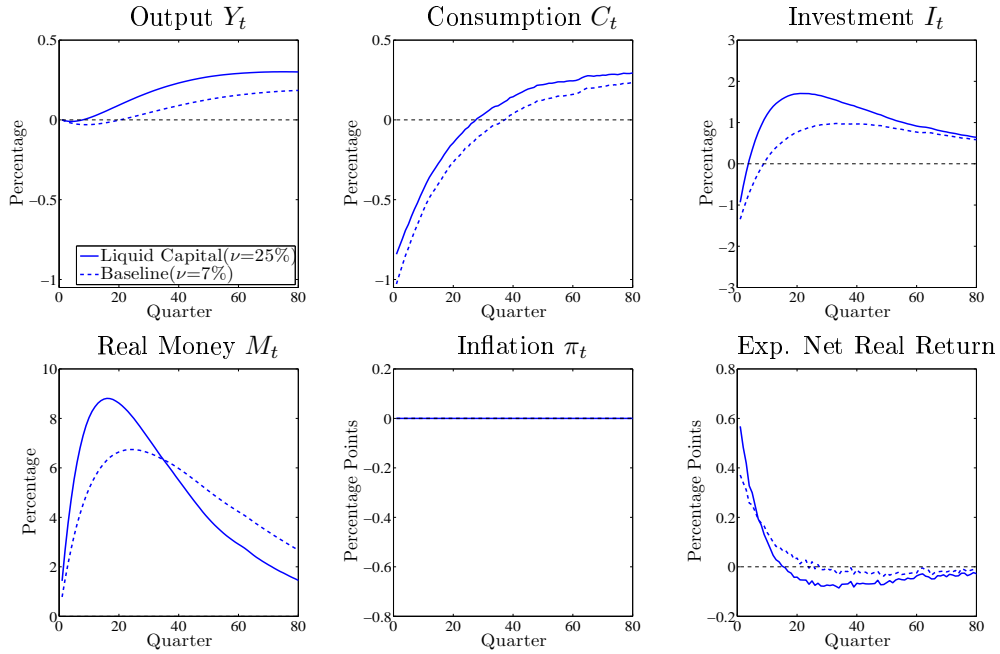 Output Y_t
Consumption C_t
Investment I_t
0.5
0
−0.5
−1
Percentage
Liquid Capital(ν=25%)
Baseline(ν=7%)
0 20 40 60 80
Quarter
0.5
0
−0.5
−1
Percentage
0 20 40 60 80
Quarter
3
2
1
0
−1
−2
−3
Percentage
0 20 40 60 80
Quarter
Real Money M_t
Inflation π_t
Exp. Net Real Return
10
8
6
4
2
0
Percentage
0 20 40 60 80
Quarter
0.2
0
−0.2
−0.4
−0.6
−0.8
Percentage Points
0 20 40 60 80
Quarter
0.8
0.6
0.4
0.2
0
−0.2
Percentage Points
0 20 40 60 80
Quarter